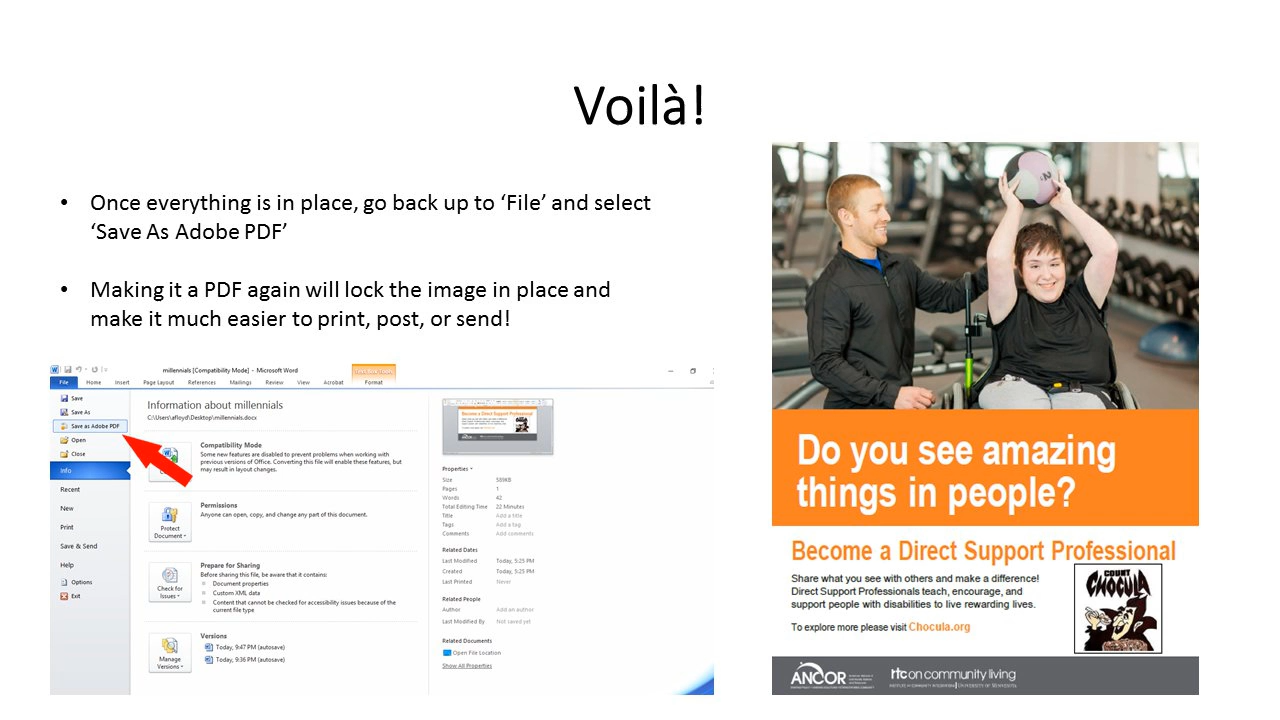 Voilà!
• Once everything is in place, go back up to ‘File’ and select
‘Save As Adobe PDF’
• Making it a PDF again will lock the image in place and
make it much easier to print, post, or send!
millennials [Compatibility Mode] - Microsoft Word
File Home Insert Page Layout References Mailings Review View Acrobat Format
Save
Save As
Save as Adobe PDF
Open
Close
Info
Recent
New
Print
Save & Send
Help
Options
Exit
Information about millennials
C:\Users\afloyd\Desktop\millennials.docx
Compatibility Mode
Some new features are disabled to prevent problems when working with
previous versions of Office. Converting this file will enable these features, but
may result in layout changes.
Permissions
Anyone can open, copy, and change any part of this document.
Protect
Document
Prepare for Sharing
Before sharing this file, be aware that it contains:
Document properties
Custom XML data
Content that cannot be checked for accessibility issues because of the
current file type
Check for
Issues
Versions
Today, 9:47 PM (autosave)
Today, 9:36 PM (autosave)
Manage
Versions
Become a Direct Support Professional
Properties
Size 589KB
Pages 1
Words 42
Total Editing Time 22 Minutes
Title Add a title
Tags Add a tag
Comments Add comments
Related Dates
Last Modified Today, 5:25 PM
Created Today, 5:25 PM
Last Printed Never
Related People
Author Add an author
Last Modified By Not saved yet
Related Documents
Open File Location
Show All Properties
2
Do you see amazing
things in people?
Become a Direct Support Professional
Share what you see with others and make a difference!
Direct Support Professionals teach, encourage, and
support people with disabilities to live rewarding lives.
To explore more please visit Chocula.org
COUNT
CHOCULA
ANCOR
rtc on community living
INSTITUTE ON COMMUNITY INTEGRATION | UNIVERSITY OF MINNESOTA